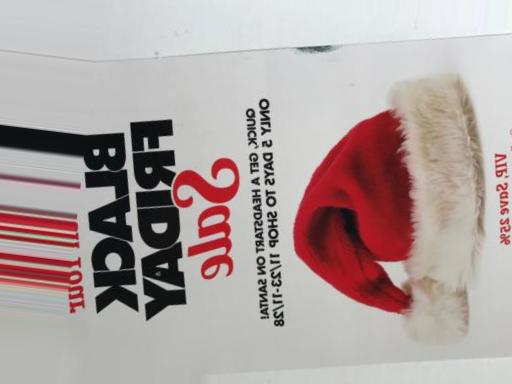 BLACK
FRIDAY
Sale
QUICK, GET A HEADSTART ON SANTA!
ONLY 5 DAYS TO SHOP 11/23-11/28
Save 25%